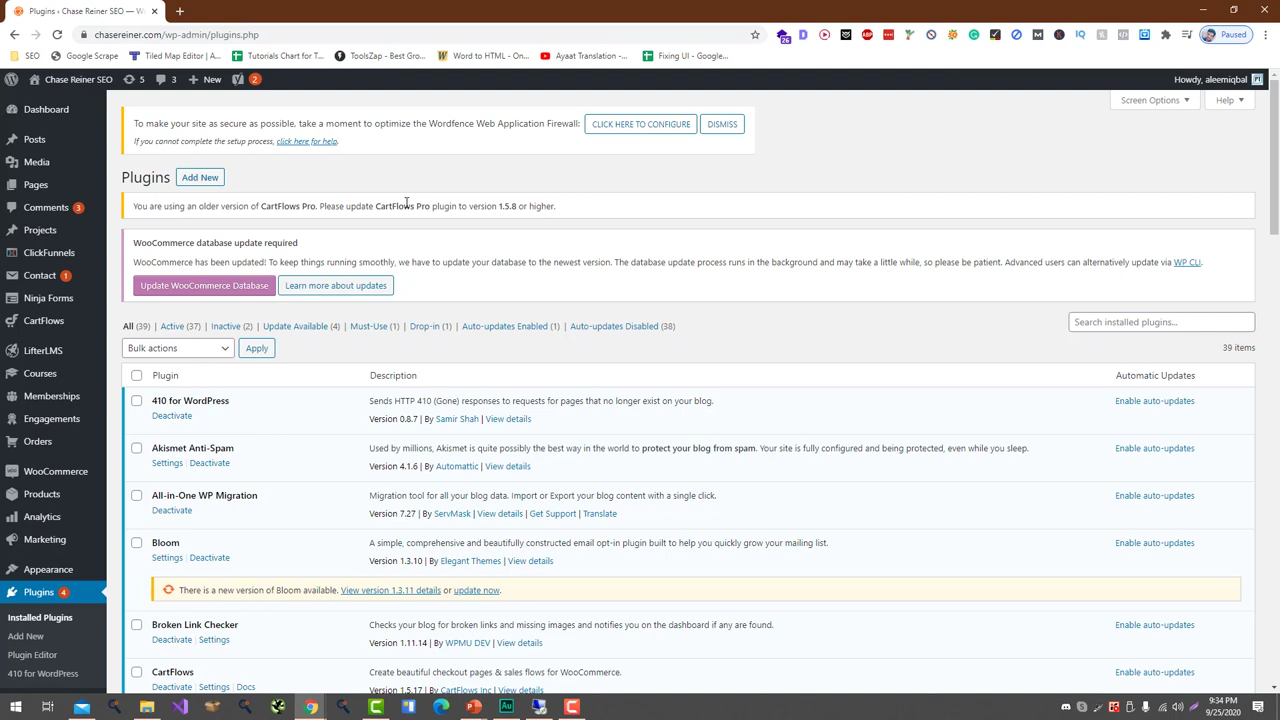 Plugins ‹ Chase Reiner SEO — W
chasereiner.com/wp-admin/plugins.php
Paused
SEO
Google Scrape
Tiled Map Editor / A...
Tutorials Chart for T...
ToolsZap - Best Gro...
Word to HTML - On...
Ayaat Translation -...
Fixing UI - Google...
Chase Reiner SEO
5
3
New
2
Howdy, aleemiqbal
Screen Options
Help
Dashboard
Posts
Media
Pages
Comments 3
Projects
ClickFunnels
Contact 1
Ninja Forms
CartFlows
LifterLMS
Courses
Memberships
Engagements
Orders
WooCommerce
Products
Analytics
Marketing
Appearance
Plugins 4
Installed Plugins
Add New
Plugin Editor
410 for WordPress
To make your site as secure as possible, take a moment to optimize the Wordfence Web Application Firewall: CLICK HERE TO CONFIGURE DISMISS
If you cannot complete the setup process, click here for help.
Plugins Add New
You are using an older version of CartFlows Pro. Please update CartFlows Pro plugin to version 1.5.8 or higher.
WooCommerce database update required
WooCommerce has been updated! To keep things running smoothly, we have to update your database to the newest version. The database update process runs in the background and may take a little while, so please be patient. Advanced users can alternatively update via WP CLI.
Update WooCommerce Database Learn more about updates
All (39) | Active (37) | Inactive (2) | Update Available (4) | Must-Use (1) | Drop-in (1) | Auto-updates Enabled (1) | Auto-updates Disabled (38)
Search installed plugins...
Bulk actions Apply
39 items
Plugin Description Automatic Updates
410 for WordPress Sends HTTP 410 (Gone) responses to requests for pages that no longer exist on your blog. Enable auto-updates
Deactivate Version 0.8.7 | By Samir Shah | View details
Akismet Anti-Spam Used by millions, Akismet is quite possibly the best way in the world to protect your blog from spam. Your site is fully configured and being protected, even while you sleep. Enable auto-updates
Settings | Deactivate Version 4.1.6 | By Automattic | View details
All-in-One WP Migration Migration tool for all your blog data. Import or Export your blog content with a single click. Enable auto-updates
Deactivate Version 7.27 | By ServMask | View details | Get Support | Translate
Bloom A simple, comprehensive and beautifully constructed email opt-in plugin built to help you quickly grow your mailing list. Enable auto-updates
Settings | Deactivate Version 1.3.10 | By Elegant Themes | View details
There is a new version of Bloom available. View version 1.3.11 details or update now.
Broken Link Checker Checks your blog for broken links and missing images and notifies you on the dashboard if any are found. Enable auto-updates
Deactivate | Settings Version 1.11.14 | By WPMU DEV | View details
CartFlows Create beautiful checkout pages & sales flows for WooCommerce. Enable auto-updates
Deactivate | Settings | Docs Version 1.5.17 | By CartFlows Inc | View details
9:34 PM
9/25/2020